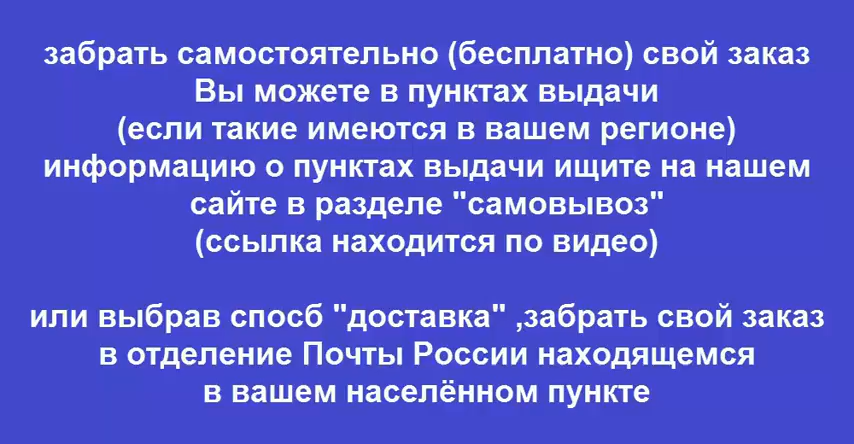 забрать самостоятельно (бесплатно) свой заказ
Вы можете в пунктах выдачи
(если такие имеются в вашем регионе)
информацию о пунктах выдачи ищите на нашем
сайте в разделе "самовывоз"
(ссылка находится по видео)
или выбрав спосб "доставка" ,забрать свой заказ
в отделение Почты России находящемся
в вашем населённом пункте